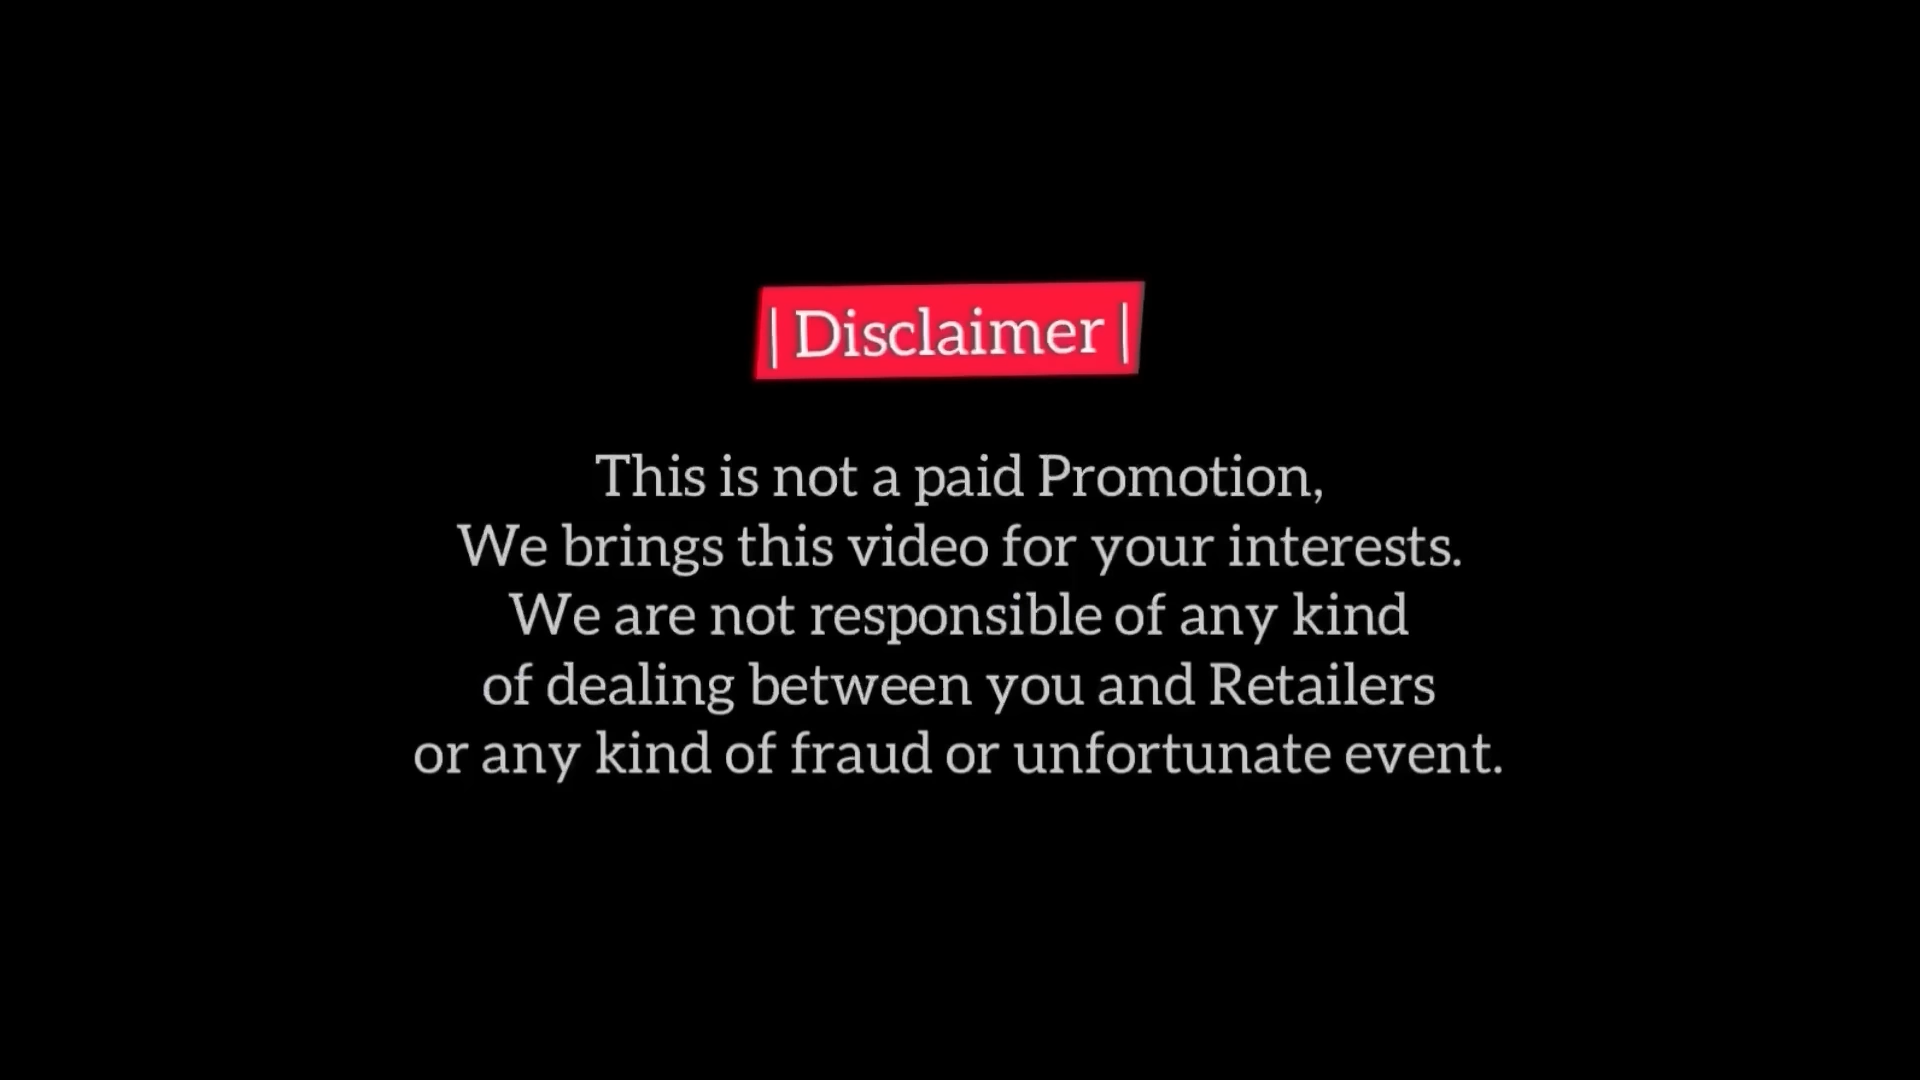 | Disclaimer |
This is not a paid Promotion,
We brings this video for your interests.
We are not responsible of any kind
of dealing between you and Retailers
or any kind of fraud or unfortunate event.